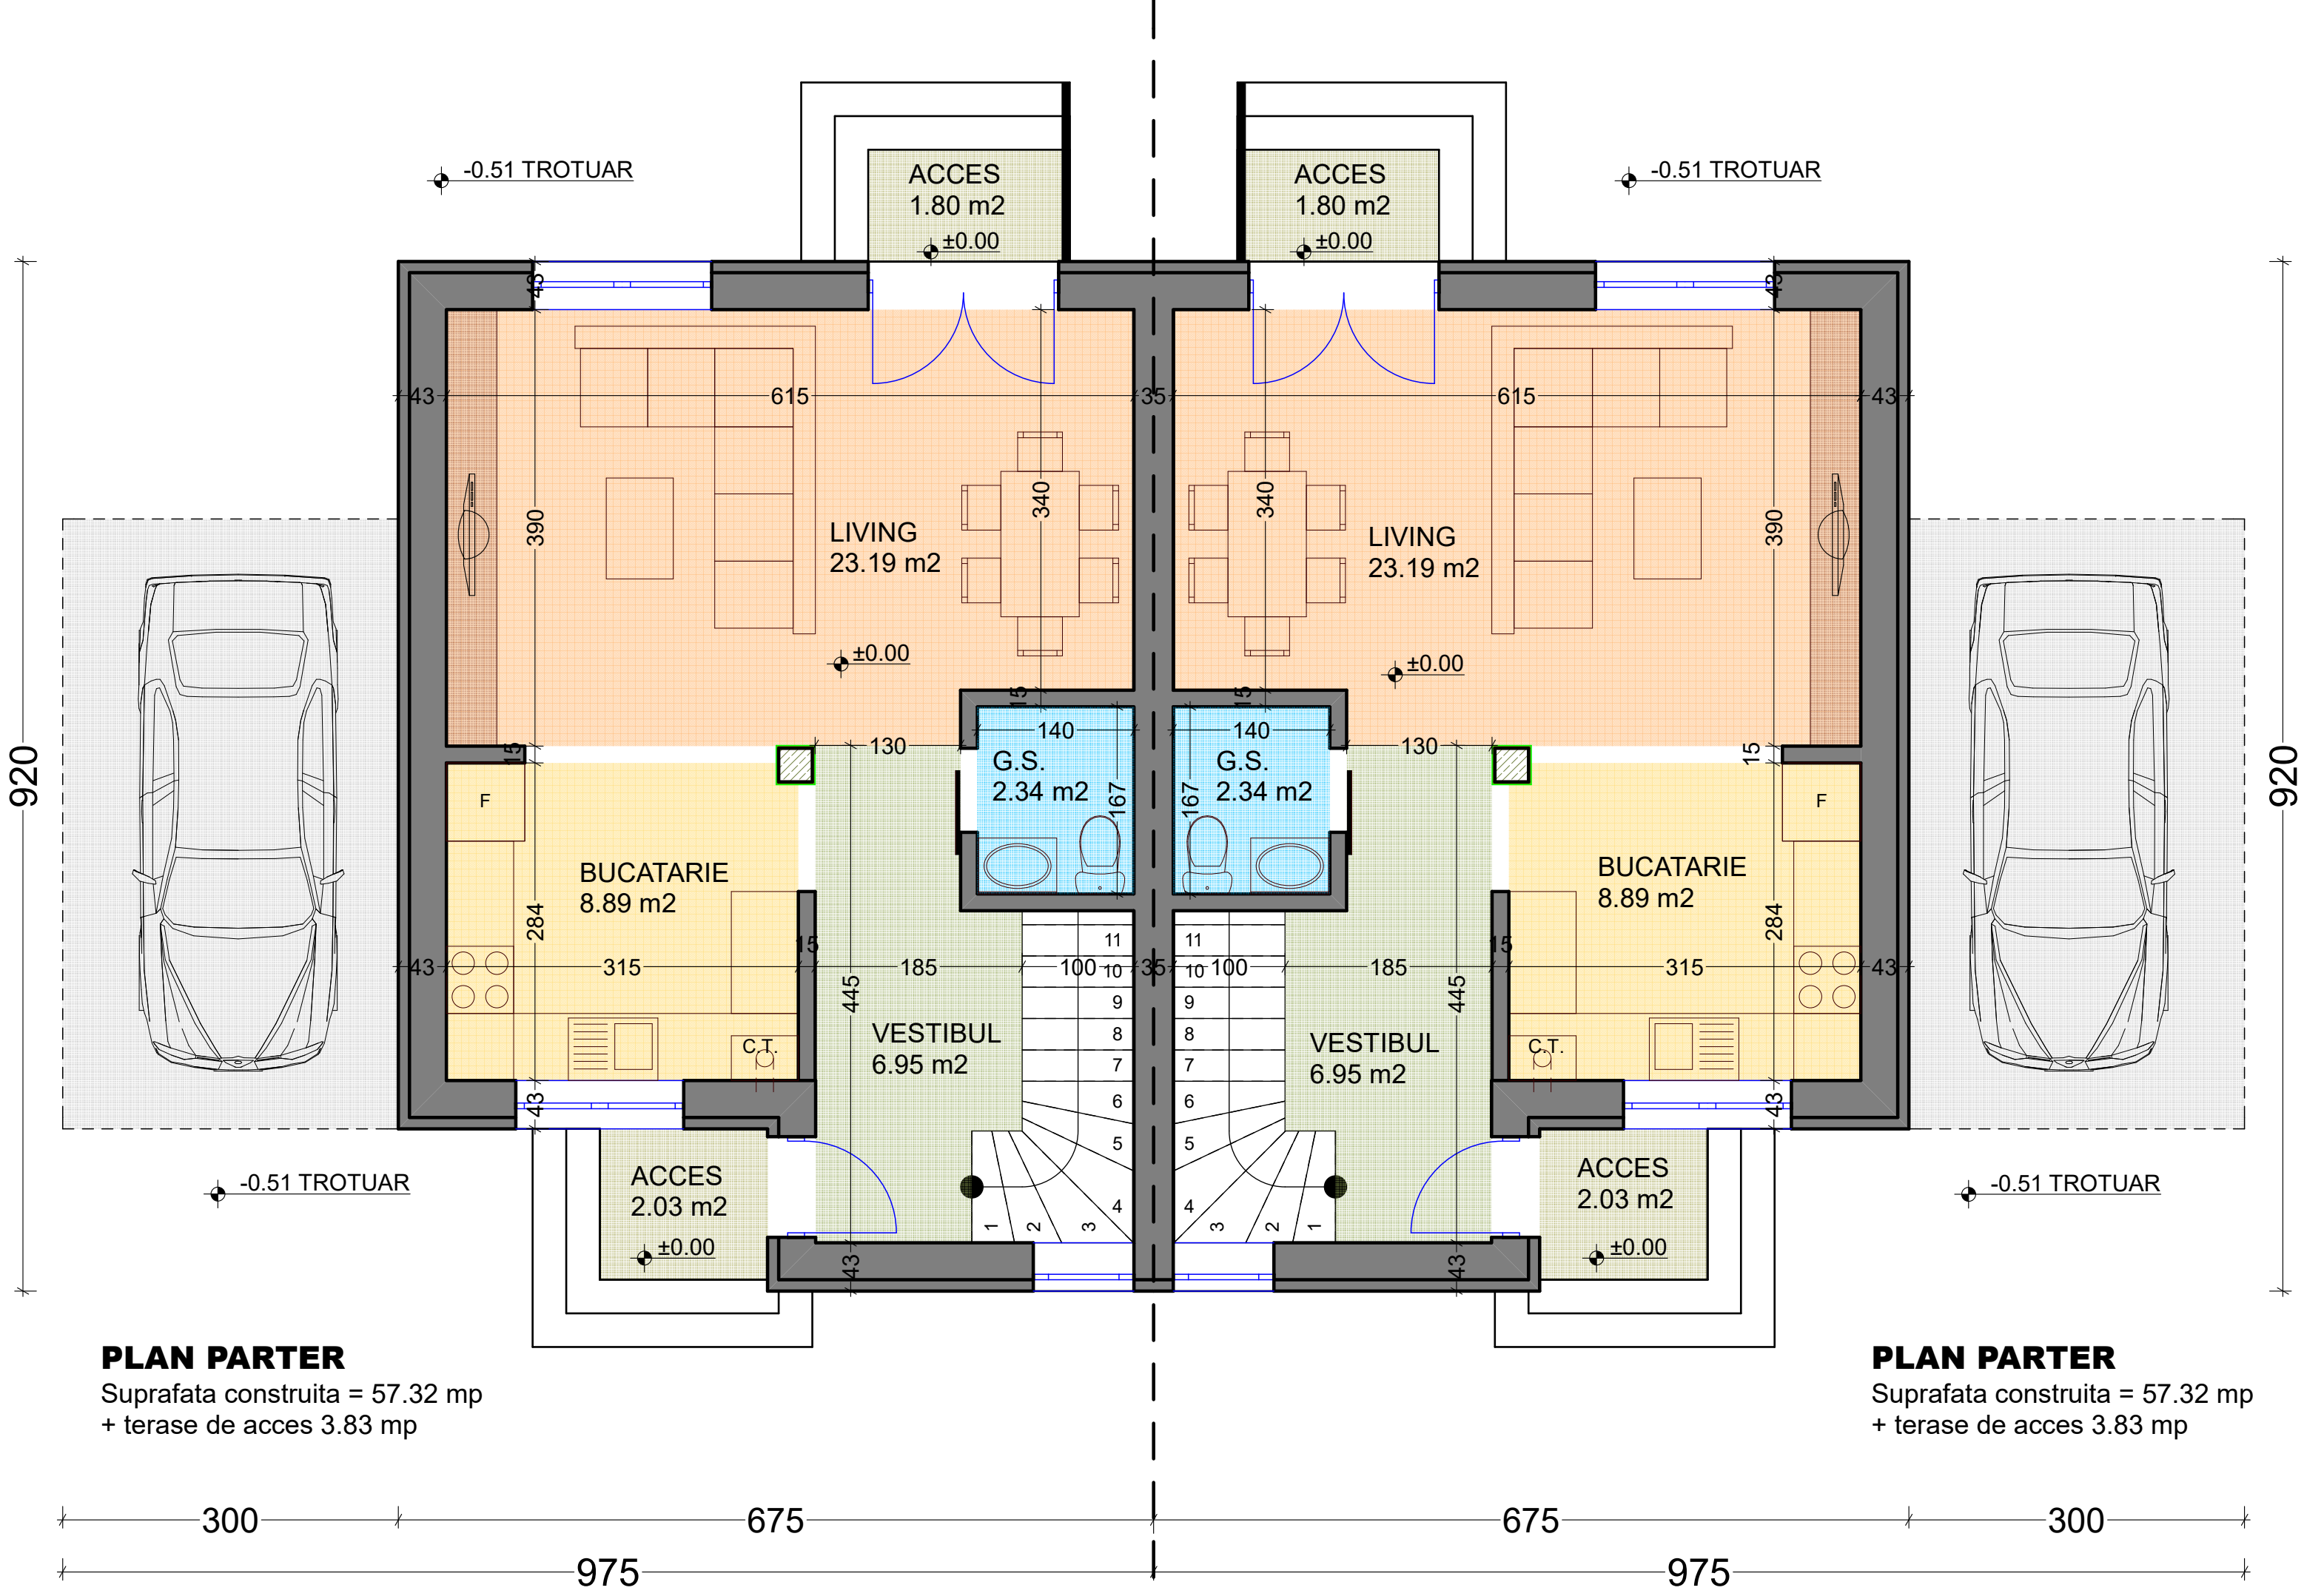 -0.51 TROTUAR
ACCES
1.80 m2
±0.00
ACCES
1.80 m2
±0.00
-0.51 TROTUAR
43
43
43
615
35
615
43
390
340
340
390
LIVING
23.19 m2
LIVING
23.19 m2
±0.00
±0.00
15
15
140
140
15
130
130
15
G.S.
2.34 m2
167
167
G.S.
2.34 m2
920
920
F
F
BUCATARIE
8.89 m2
BUCATARIE
8.89 m2
284
284
43
315
15
185
100
35
100
185
15
315
43
11
10
9
8
7
6
5
4
3
2
1
11
10
9
8
7
6
5
4
3
2
1
445
445
VESTIBUL
6.95 m2
VESTIBUL
6.95 m2
C.T.
C.T.
43
43
ACCES
2.03 m2
±0.00
ACCES
2.03 m2
±0.00
-0.51 TROTUAR
-0.51 TROTUAR
43
43
PLAN PARTER
Suprafata construita = 57.32 mp
+ terase de acces 3.83 mp
PLAN PARTER
Suprafata construita = 57.32 mp
+ terase de acces 3.83 mp
300
675
675
300
975
975